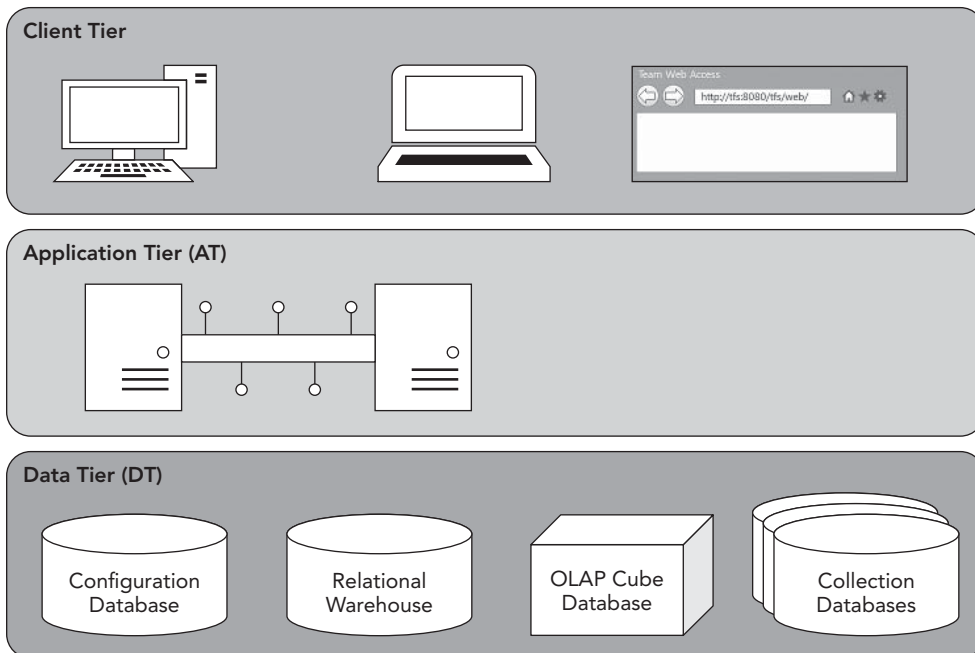 Client Tier
Team Web Access
http://tfs:8080/tfs/web/
Application Tier (AT)
Data Tier (DT)
Configuration
Database
Relational
Warehouse
OLAP Cube
Database
Collection
Databases